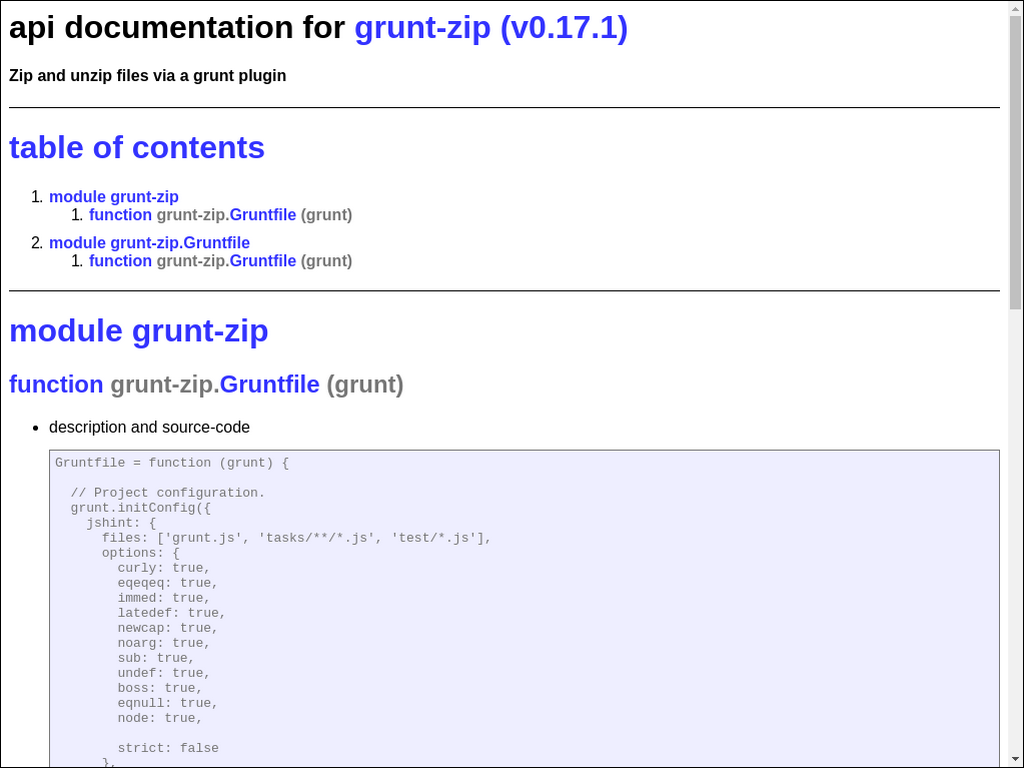 api documentation for grunt-zip (v0.17.1)
Zip and unzip files via a grunt plugin
table of contents
1. module grunt-zip
1. function grunt-zip.Gruntfile (grunt)
2. module grunt-zip.Gruntfile
1. function grunt-zip.Gruntfile (grunt)
module grunt-zip
function grunt-zip.Gruntfile (grunt)
• description and source-code
Gruntfile = function (grunt) {
// Project configuration.
grunt.initConfig({
jshint: {
files: ['grunt.js', 'tasks/**/*.js', 'test/*.js'],
options: {
curly: true,
eqeqeq: true,
immed: true,
latedef: true,
newcap: true,
noarg: true,
sub: true,
undef: true,
boss: true,
eqnull: true,
node: true,
strict: false
},